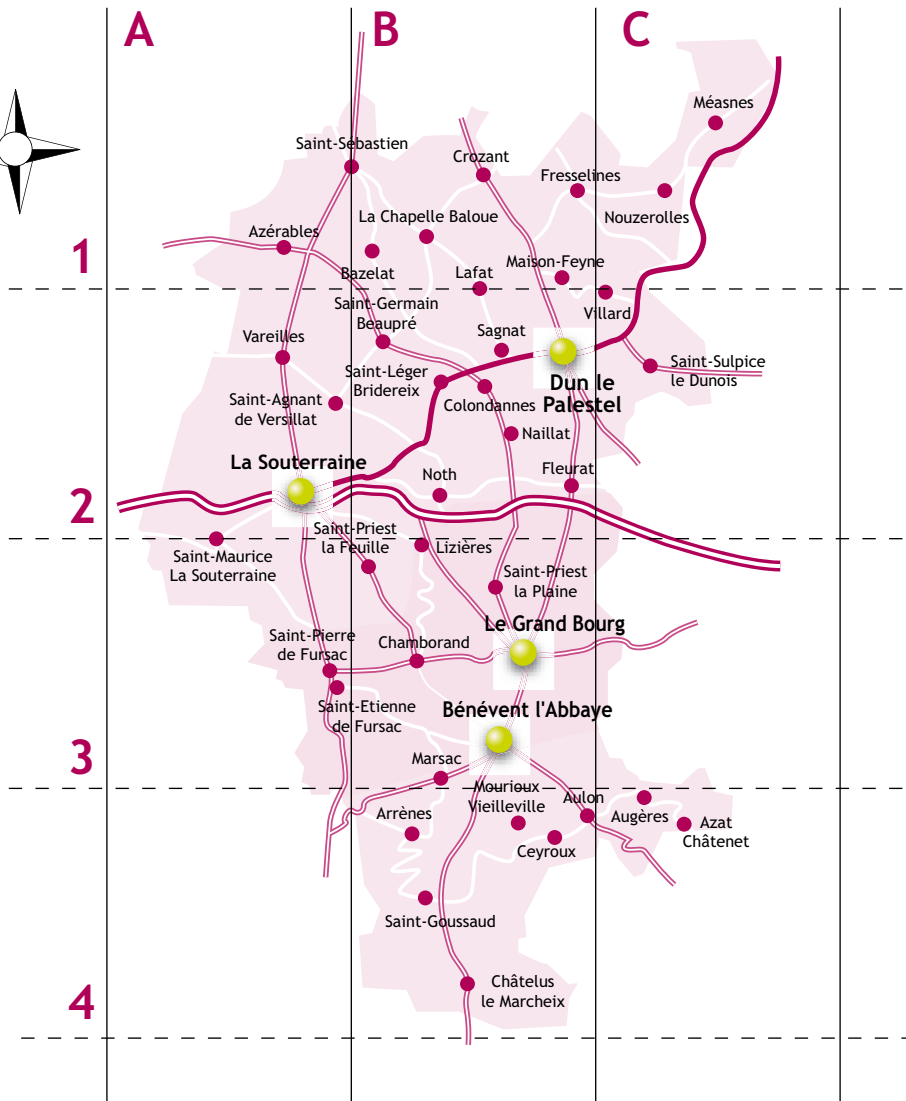 A
B
C
Méasnes
Saint-Sébastien
Crozant
Fresselines
La Chapelle Baloue
Nouzerolles
Azérables
1
Maison-Feyne
Bazelat
Lafat
Saint-Germain
Beaupré
Villard
Vareilles
Sagnat
Saint-Sulpice
le Dunois
Saint-Léger
Bridereix
Dun le
Palestel
Saint-Agnant
de Versillat
Colondannes
Naillat
La Souterraine
Noth
Fleurat
2
Saint-Priest
la Feuille
Lizières
Saint-Maurice
La Souterraine
Saint-Priest
la Plaine
Le Grand Bourg
Saint-Pierre
de Fursac
Chamborand
Saint-Etienne
de Fursac
Bénévent l'Abbaye
3
Marsac
Mourioux
Vieilleville
Aulon
Arrènes
Augères
Azat
Châtenet
Ceyroux
Saint-Goussaud
Châtelus
le Marcheix
4